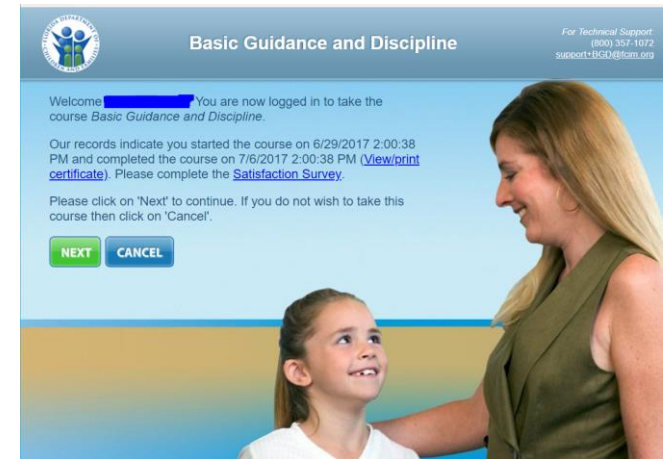 Basic Guidance and Discipline
For Technical Support:
(800) 357-1072
support+BGD@fcim.org
Welcome You are now logged in to take the
course Basic Guidance and Discipline.
Our records indicate you started the course on 6/29/2017 2:00:38
PM and completed the course on 7/6/2017 2:00:38 PM (View/print
certificate). Please complete the Satisfaction Survey.
Please click on 'Next' to continue. If you do not wish to take this
course then click on 'Cancel'.
NEXT CANCEL